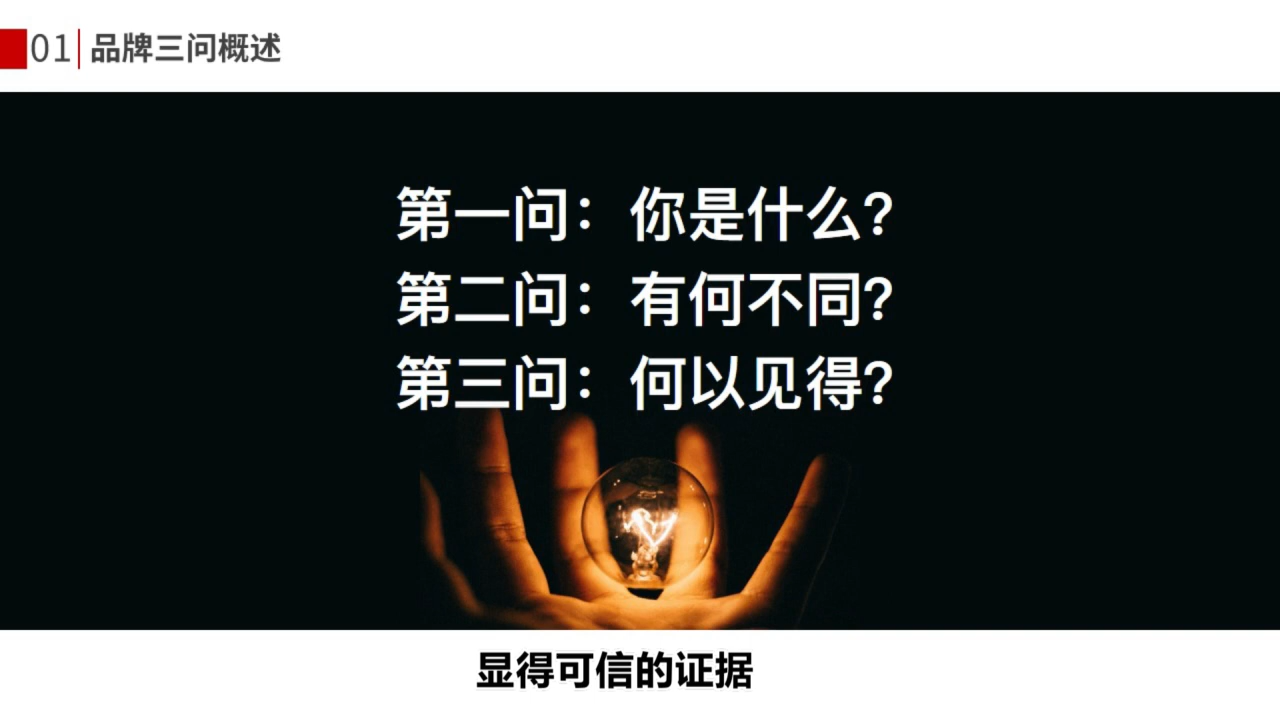 01 品牌三问概述
第一问：你是什么？
第二问：有何不同？
第三问：何以见得？
显得可信的证据